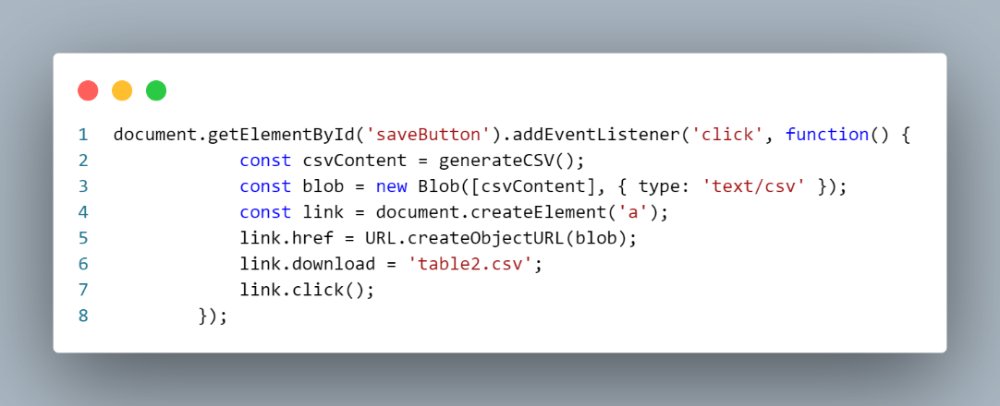 1 document.getElementById('saveButton').addEventListener('click', function() {
2             const csvContent = generateCSV();
3             const blob = new Blob([csvContent], { type: 'text/csv' });
4             const link = document.createElement('a');
5             link.href = URL.createObjectURL(blob);
6             link.download = 'table2.csv';
7             link.click();
8         });